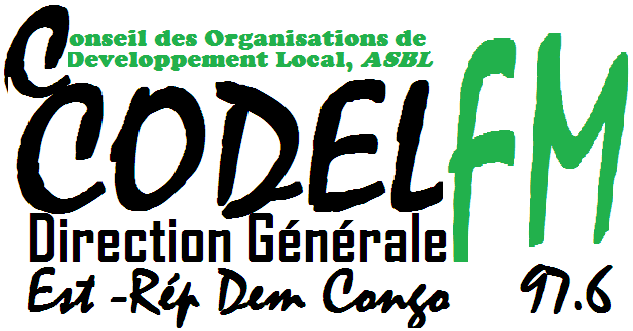 Conseil des Organisations de
Developpement Local, ASBL
CODEL FM
Direction Générale
Est -Rép Dem Congo 97.6